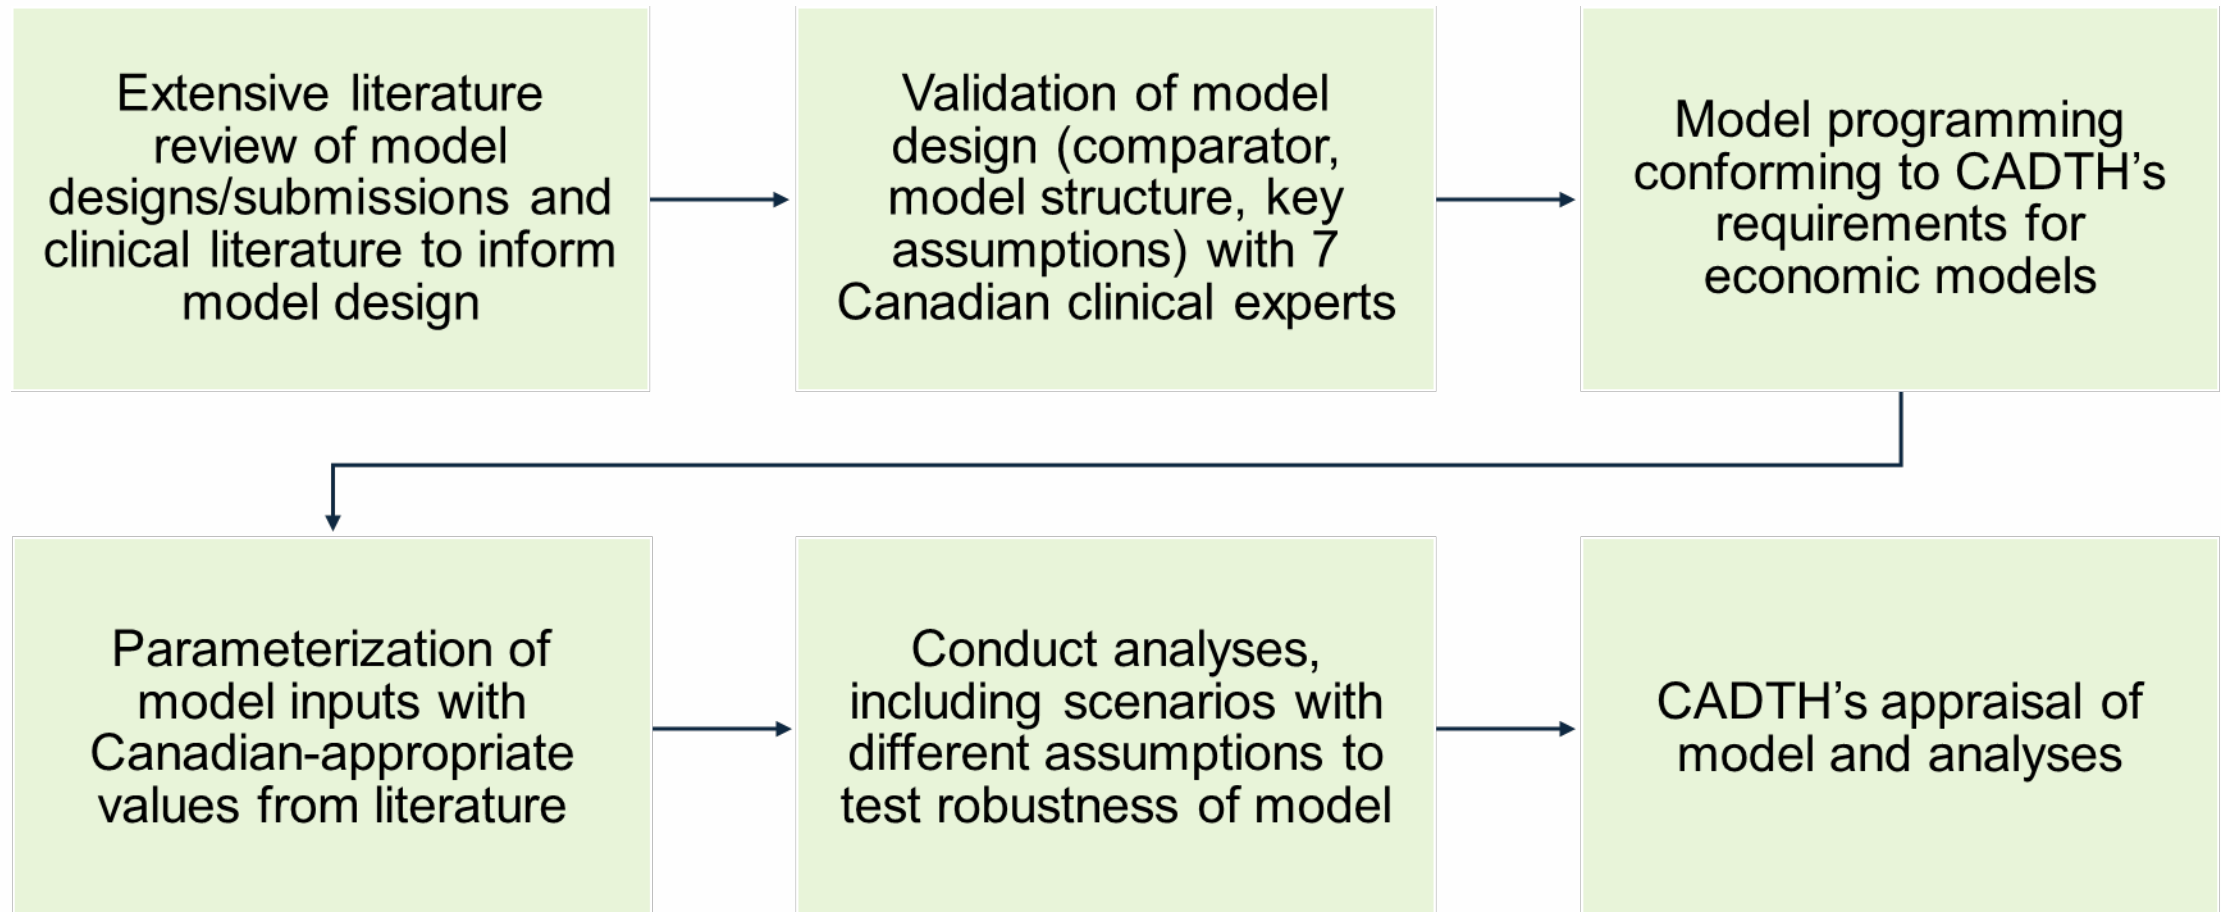 Extensive literature
review of model
designs/submissions and
clinical literature to inform
model design
Validation of model
design (comparator,
model structure, key
assumptions) with 7
Canadian clinical experts
Model programming
conforming to CADTH’s
requirements for
economic models
Parameterization of
model inputs with
Canadian-appropriate
values from literature
Conduct analyses,
including scenarios with
different assumptions to
test robustness of model
CADTH’s appraisal of
model and analyses